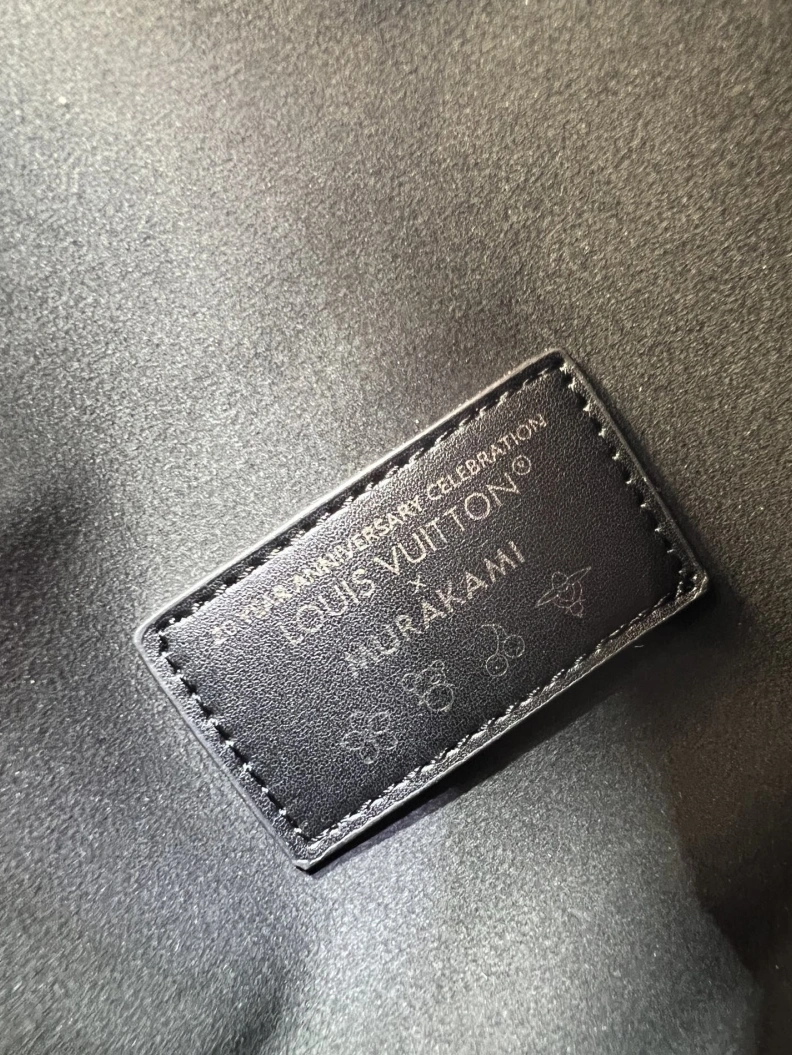 20 YEAR ANNIVERSARY CELEBRATION
LOUIS VUITTON®
×
MURAKAMI